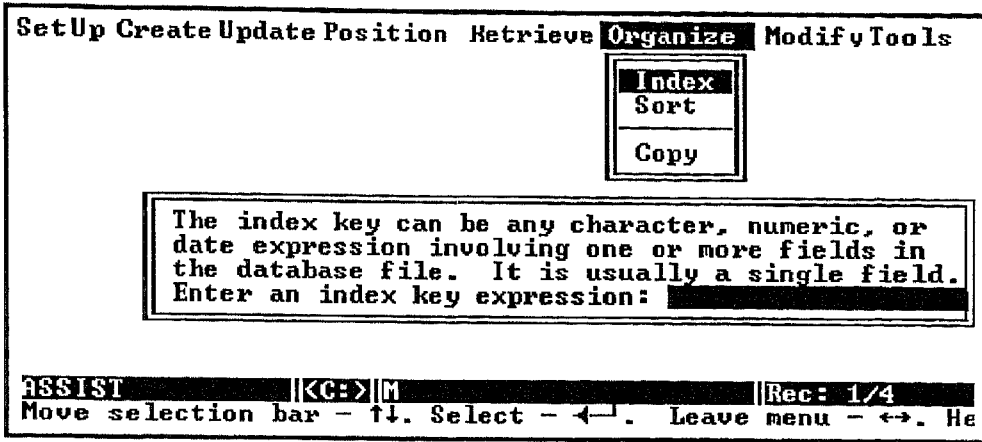 SetUp Create Update Position Retrieve Organize Modify Tools
Index
Sort
Copy
The index key can be any character, numeric, or
date expression involving one or more fields in
the database file. It is usually a single field.
Enter an index key expression:
ASSIST ||<C:>||M ||Rec: 1/4
Move selection bar - ↑↓. Select - ←┘. Leave menu - ↔. He